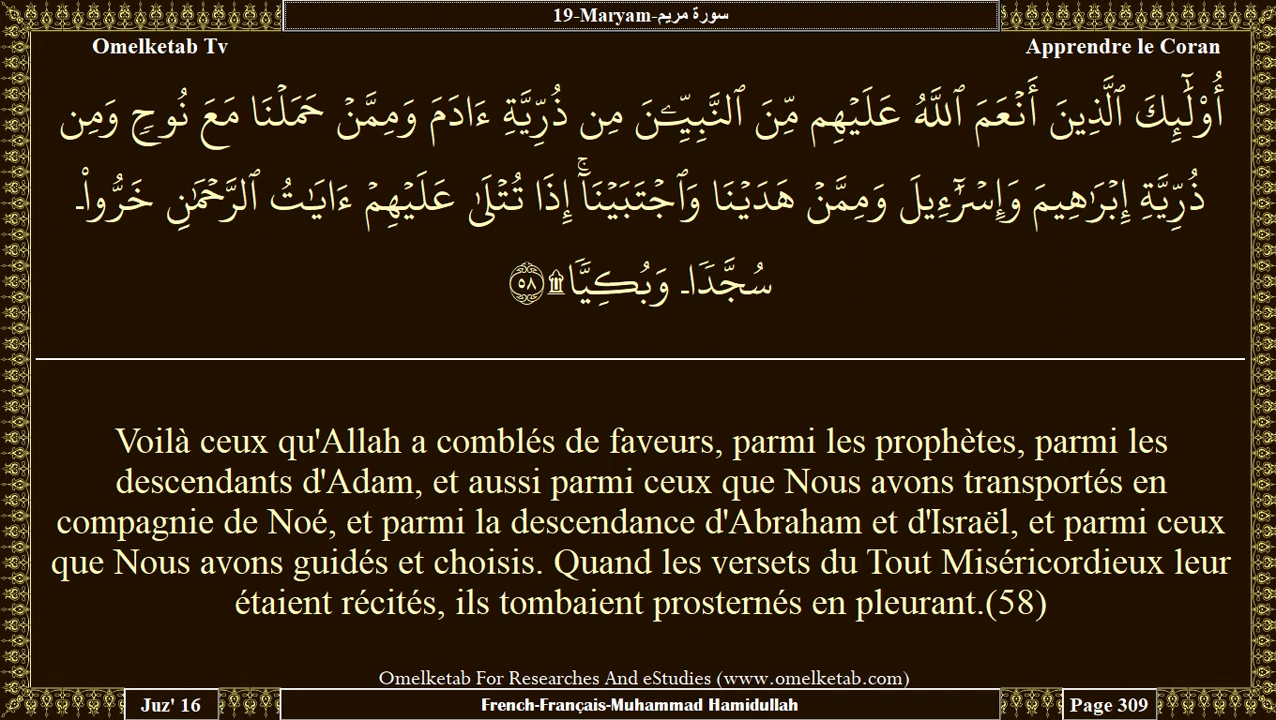 19-Maryam-سورة مريم
Omelketab Tv
Apprendre le Coran
أُوْلَٰٓئِكَ ٱلَّذِينَ أَنۡعَمَ ٱللَّهُ عَلَيۡهِم مِّنَ ٱلنَّبِيِّـۧنَ مِن ذُرِّيَّةِ ءَادَمَ وَمِمَّنۡ حَمَلۡنَا مَعَ نُوحٖ وَمِن
ذُرِّيَّةِ إِبۡرَٰهِيمَ وَإِسۡرَٰٓءِيلَ وَمِمَّنۡ هَدَيۡنَا وَٱجۡتَبَيۡنَآۚ إِذَا تُتۡلَىٰ عَلَيۡهِمۡ ءَايَٰتُ ٱلرَّحۡمَٰنِ خَرُّواْۤ
سُجَّدٗاۤ وَبُكِيّٗا۩ ٥٨
Voilà ceux qu'Allah a comblés de faveurs, parmi les prophètes, parmi les
descendants d'Adam, et aussi parmi ceux que Nous avons transportés en
compagnie de Noé, et parmi la descendance d'Abraham et d'Israël, et parmi ceux
que Nous avons guidés et choisis. Quand les versets du Tout Miséricordieux leur
étaient récités, ils tombaient prosternés en pleurant.(58)
Omelketab For Researches And eStudies (www.omelketab.com)
Juz' 16
French-Français-Muhammad Hamidullah
Page 309